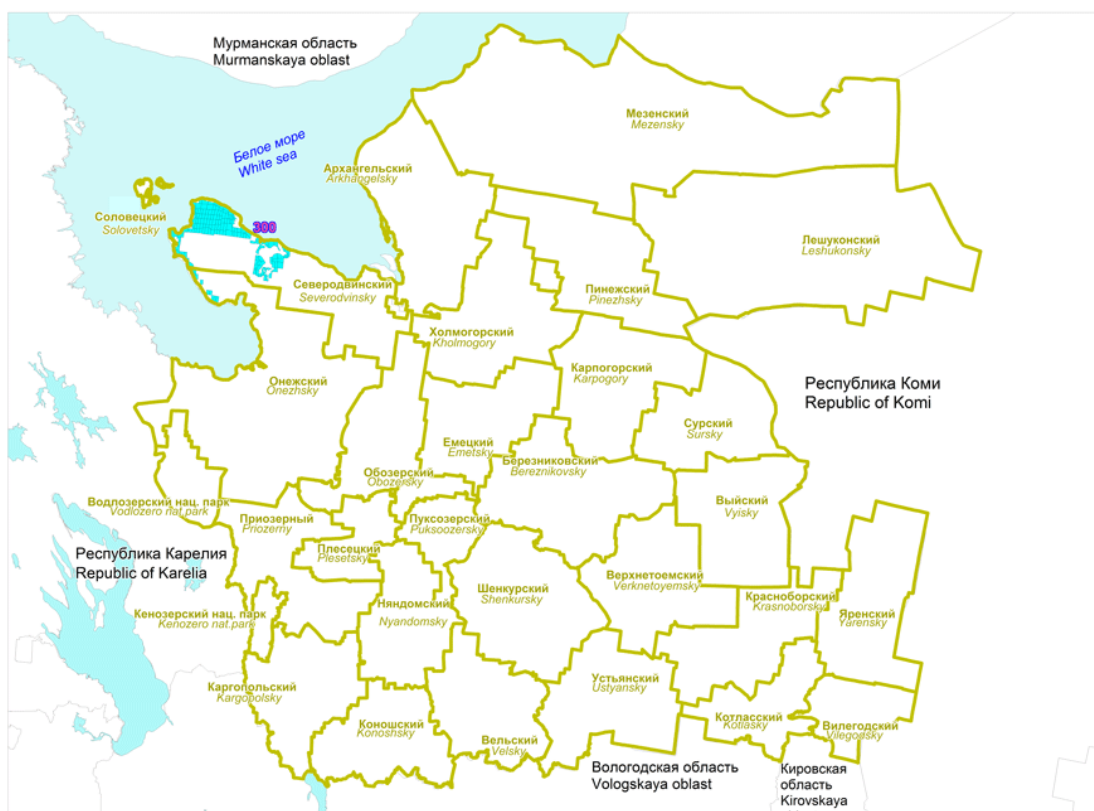 Мурманская область
Murmanskaya oblast
Мезенский
Mezensky
Белое море
White sea
Архангельский
Arkhangelsky
Соловецкий
Solovetsky
300
Лешуконский
Leshukonsky
Северодвинский
Severodvinsky
Пинежский
Pinezhsky
Холмогорский
Kholmogory
Карпогорский
Karpogory
Онежский
Onezhsky
Республика Коми
Republic of Komi
Сурский
Sursky
Емецкий
Emetsky
Березниковский
Bereznikovsky
Обозерский
Obozersky
Водлозерский нац. парк
Vodlozero nat.park
Выйский
Vyisky
Приозерный
Priozerny
Пуксозерский
Puksoozersky
Плесецкий
Plesetsky
Республика Карелия
Republic of Karelia
Шенкурский
Shenkursky
Верхнетоемский
Verknetoyemsky
Красноборский
Krasnoborsky
Яренский
Yarensky
Кенозерский нац. парк
Kenozero nat.park
Няндомский
Nyandomsky
Каргопольский
Kargopolsky
Устьянский
Ustyansky
Коношский
Konoshsky
Котласский
Kotlasky
Вилегодский
Vilegodsky
Вельский
Velsky
Вологодская область
Vologskaya oblast
Кировская
область
Kirovskaya